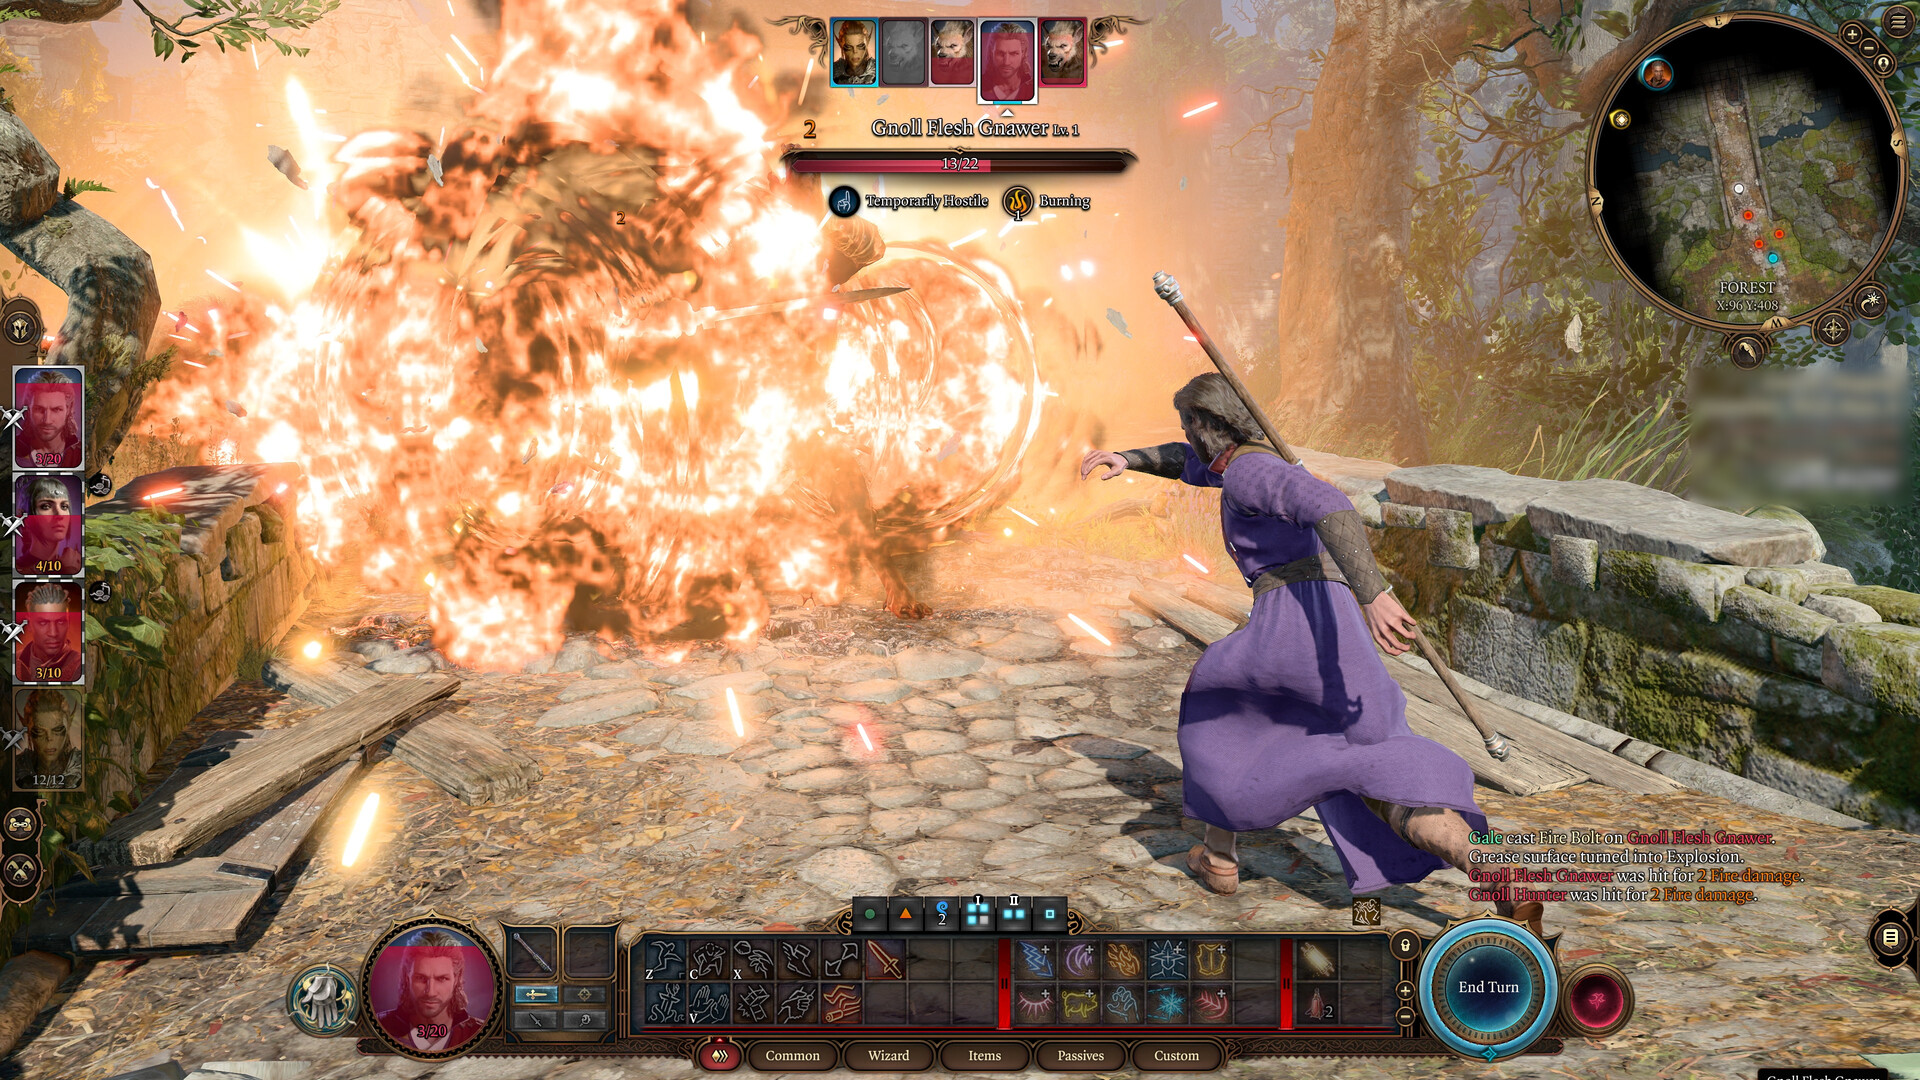 E
2
Gnoll Flesh Gnawer Lv. 1
13/22
Temporarily Hostile
1
Burning
2
S
N
FOREST
X:96 Y:408
W
3/20
4/10
3/10
12/12
Gale cast Fire Bolt on Gnoll Flesh Gnawer.
Grease surface turned into Explosion.
Gnoll Flesh Gnawer was hit for 2 Fire damage.
Gnoll Hunter was hit for 2 Fire damage.
I
II
2
Z
C
X
V
2
End Turn
3/20
Common
Wizard
Items
Passives
Custom